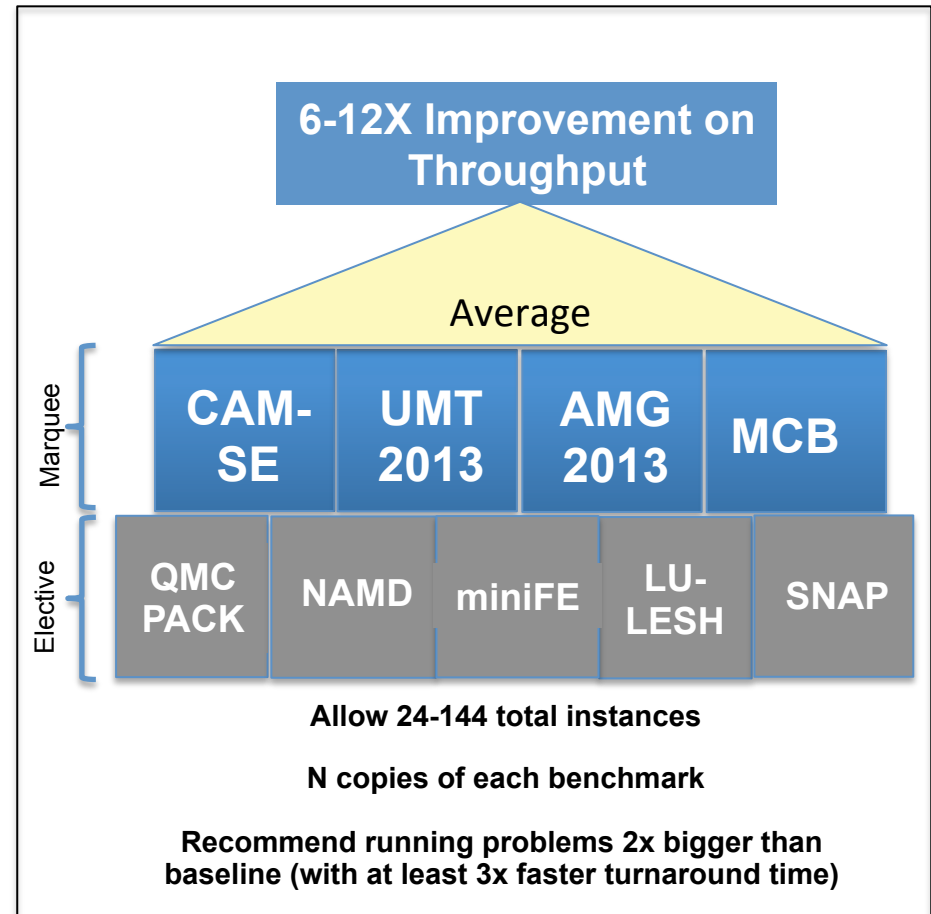 6-12X Improvement on
Throughput
Average
Marquee
CAM-
SE
UMT
2013
AMG
2013
MCB
Elective
QMC
PACK
NAMD
miniFE
LU-
LESH
SNAP
Allow 24-144 total instances
N copies of each benchmark
Recommend running problems 2x bigger than
baseline (with at least 3x faster turnaround time)